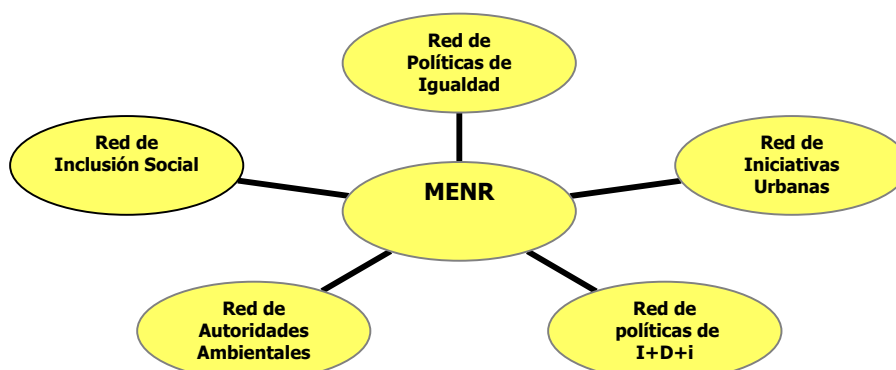 Red de
Políticas de
Igualdad
Red de
Inclusión Social
Red de
Iniciativas
Urbanas
MENR
Red de
Autoridades
Ambientales
Red de
políticas de
I+D+i